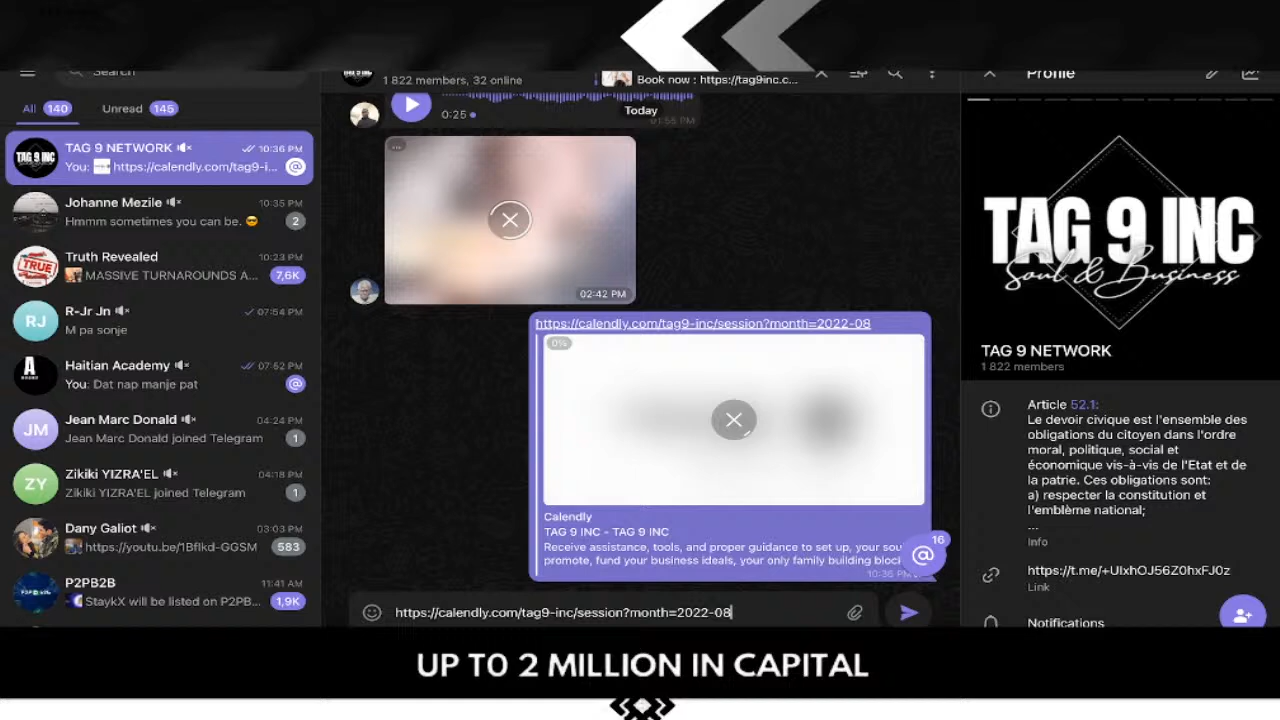 Search
All 140
Unread 145
TAG 9 NETWORK
10:36 PM
You: https://calendly.com/tag9-i...
@
Johanne Mezile
10:35 PM
Hmmm sometimes you can be. 😎
2
Truth Revealed
10:23 PM
MASSIVE TURNAROUNDS A...
7,6K
RJ
R-Jr Jn
07:54 PM
M pa sonje
Haitian Academy
07:52 PM
You: Dat nap manje pat
@
JM
Jean Marc Donald
04:24 PM
Jean Marc Donald joined Telegram
1
ZY
Zikiki YIZRA'EL
04:18 PM
Zikiki YIZRA'EL joined Telegram
1
Dany Galiot
03:03 PM
https://youtu.be/1Bflkd-GGSM
583
P2PB2B
11:41 AM
StaykX will be listed on P2PB...
1,9K
1 822 members, 32 online
Book now : https://tag9inc.c...
0:25
Today
01:55 PM
02:42 PM
https://calendly.com/tag9-inc/session?month=2022-08
0%
Calendly
TAG 9 INC - TAG 9 INC
Receive assistance, tools, and proper guidance to set up, your sou
promote, fund your business ideals, your only family building block
10:36 PM
16
@
https://calendly.com/tag9-inc/session?month=2022-08
Profile
TAG 9 INC
Soul & Business
TAG 9 NETWORK
1 822 members
Article 52.1:
Le devoir civique est l'ensemble des
obligations du citoyen dans l'ordre
moral, politique, social et
économique vis-à-vis de l'Etat et de
la patrie. Ces obligations sont:
a) respecter la constitution et
l'emblème national;
...
Info
https://t.me/+UIxhOJ56Z0hxFJ0z
Link
Notifications
UP TO 2 MILLION IN CAPITAL